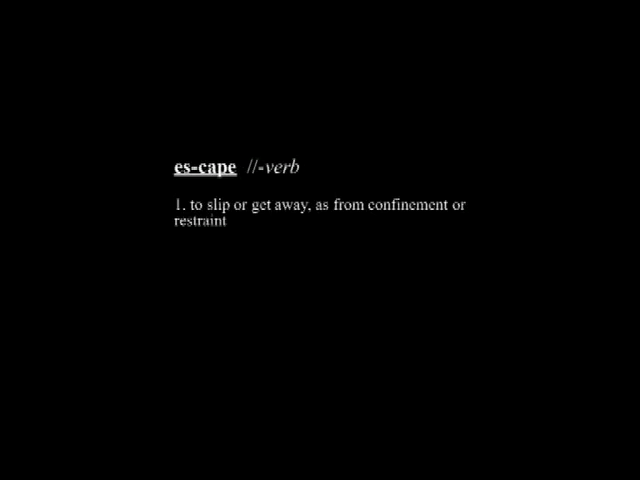 es-cape //-verb
1. to slip or get away, as from confinement or
restraint